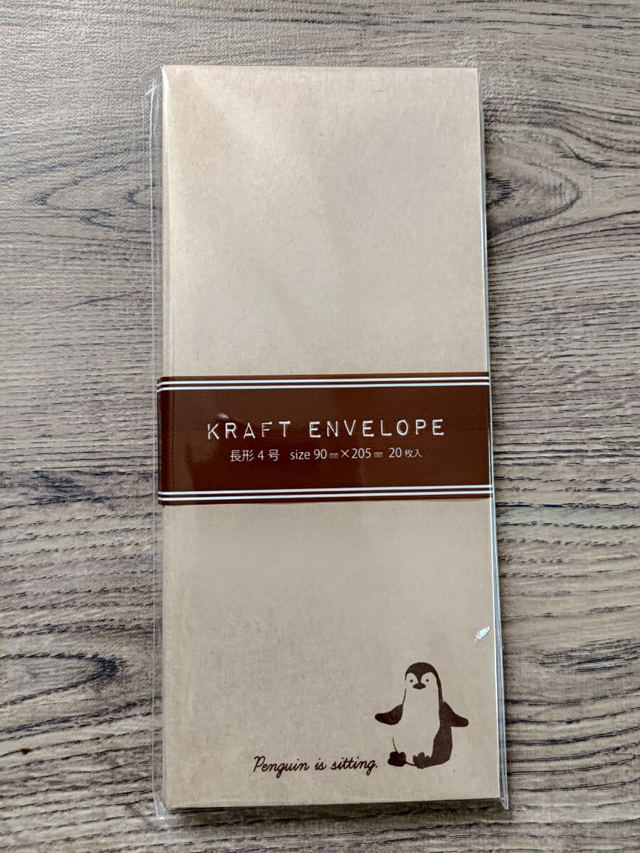 KRAFT ENVELOPE
長形4号 size 90㎜×205㎜ 20枚入
Penguin is sitting.